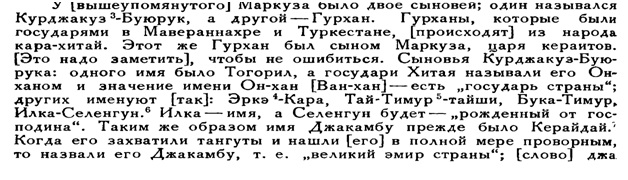 У [вышеупомянутого] Маркуза было двое сыновей; один назывался
Курджакуз³-Буюрук, а другой — Гурхан. Гурханы, которые были
государями в Мавераннахре и Туркестане, [происходят] из народа
кара-хитай. Этот же Гурхан был сыном Маркуза, царя кераитов.
[Это надо заметить], чтобы не ошибиться. Сыновья Курджакуз-Бую-
рука: одного имя было Тогорил, а государи Хитая называли его Он-
ханом и значение имени Он-хан [Ван-хан] — есть „государь страны“;
других именуют [так]: Эркэ⁴-Кара, Тай-Тимур⁵-тайши, Бука-Тимур,
Илка-Селенгун.⁶ Илка — имя, а Селенгун будет — „рожденный от гос-
подина“. Таким же образом имя Джакамбу прежде было Керайдай.⁷
Когда его захватили тангуты и нашли [его] в полной мере проворным,
то назвали его Джакамбу, т. е. „великий эмир страны“; [слово] джа